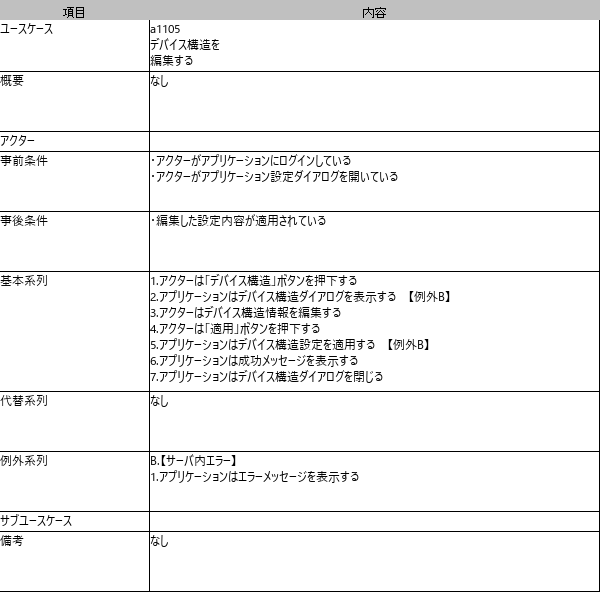 項目 内容
ユースケース a1105
デバイス構造を
編集する
概要 なし
アクター
事前条件 ・アクターがアプリケーションにログインしている
・アクターがアプリケーション設定ダイアログを開いている
事後条件 ・編集した設定内容が適用されている
基本系列 1.アクターは「デバイス構造」ボタンを押下する
2.アプリケーションはデバイス構造ダイアログを表示する 【例外B】
3.アクターはデバイス構造情報を編集する
4.アクターは「適用」ボタンを押下する
5.アプリケーションはデバイス構造設定を適用する 【例外B】
6.アプリケーションは成功メッセージを表示する
7.アプリケーションはデバイス構造ダイアログを閉じる
代替系列 なし
例外系列 B.【サーバ内エラー】
1.アプリケーションはエラーメッセージを表示する
サブユースケース
備考 なし